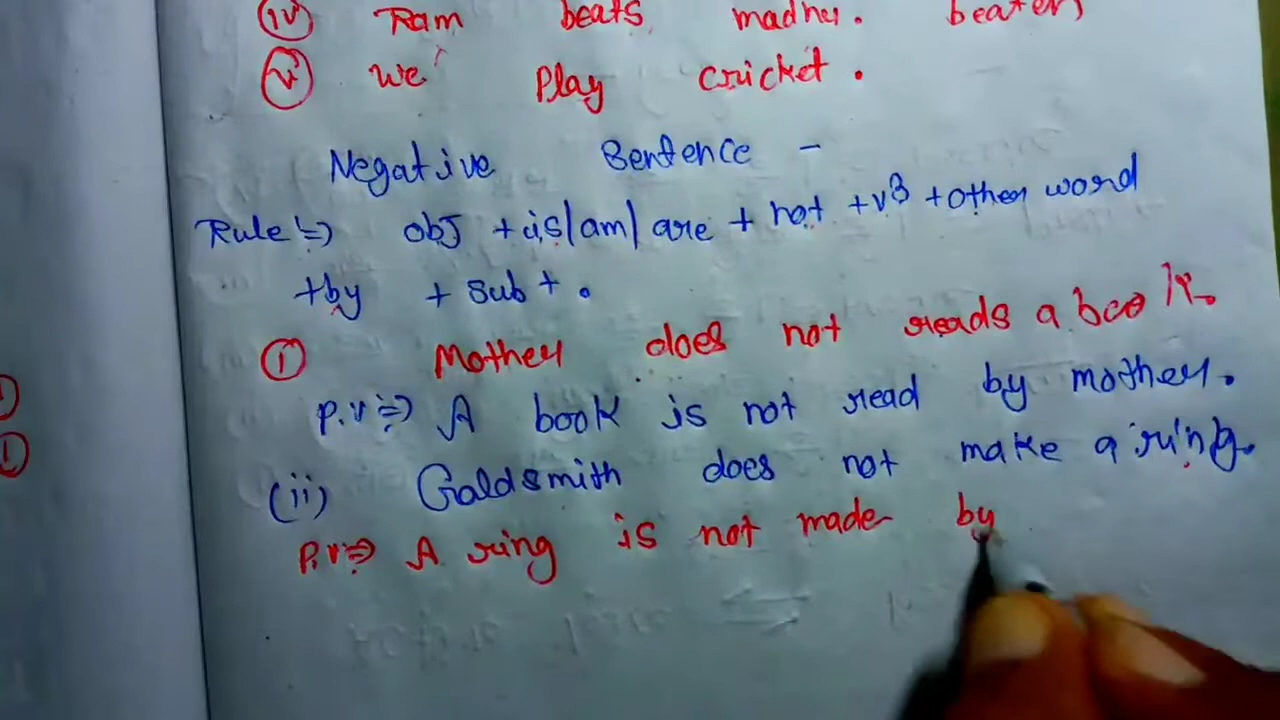 (iv) Ram beats
(v) We Play Cricket.
Negative Sentence -
Rule:⇒ obj + is/am/are + not + v3 + other word
+by + sub + .
(i) Mother does not reads a book.
P.V:⇒ A book is not read by mother.
(ii) Goldsmith does not make a ring.
P.V:⇒ A ring is not made by